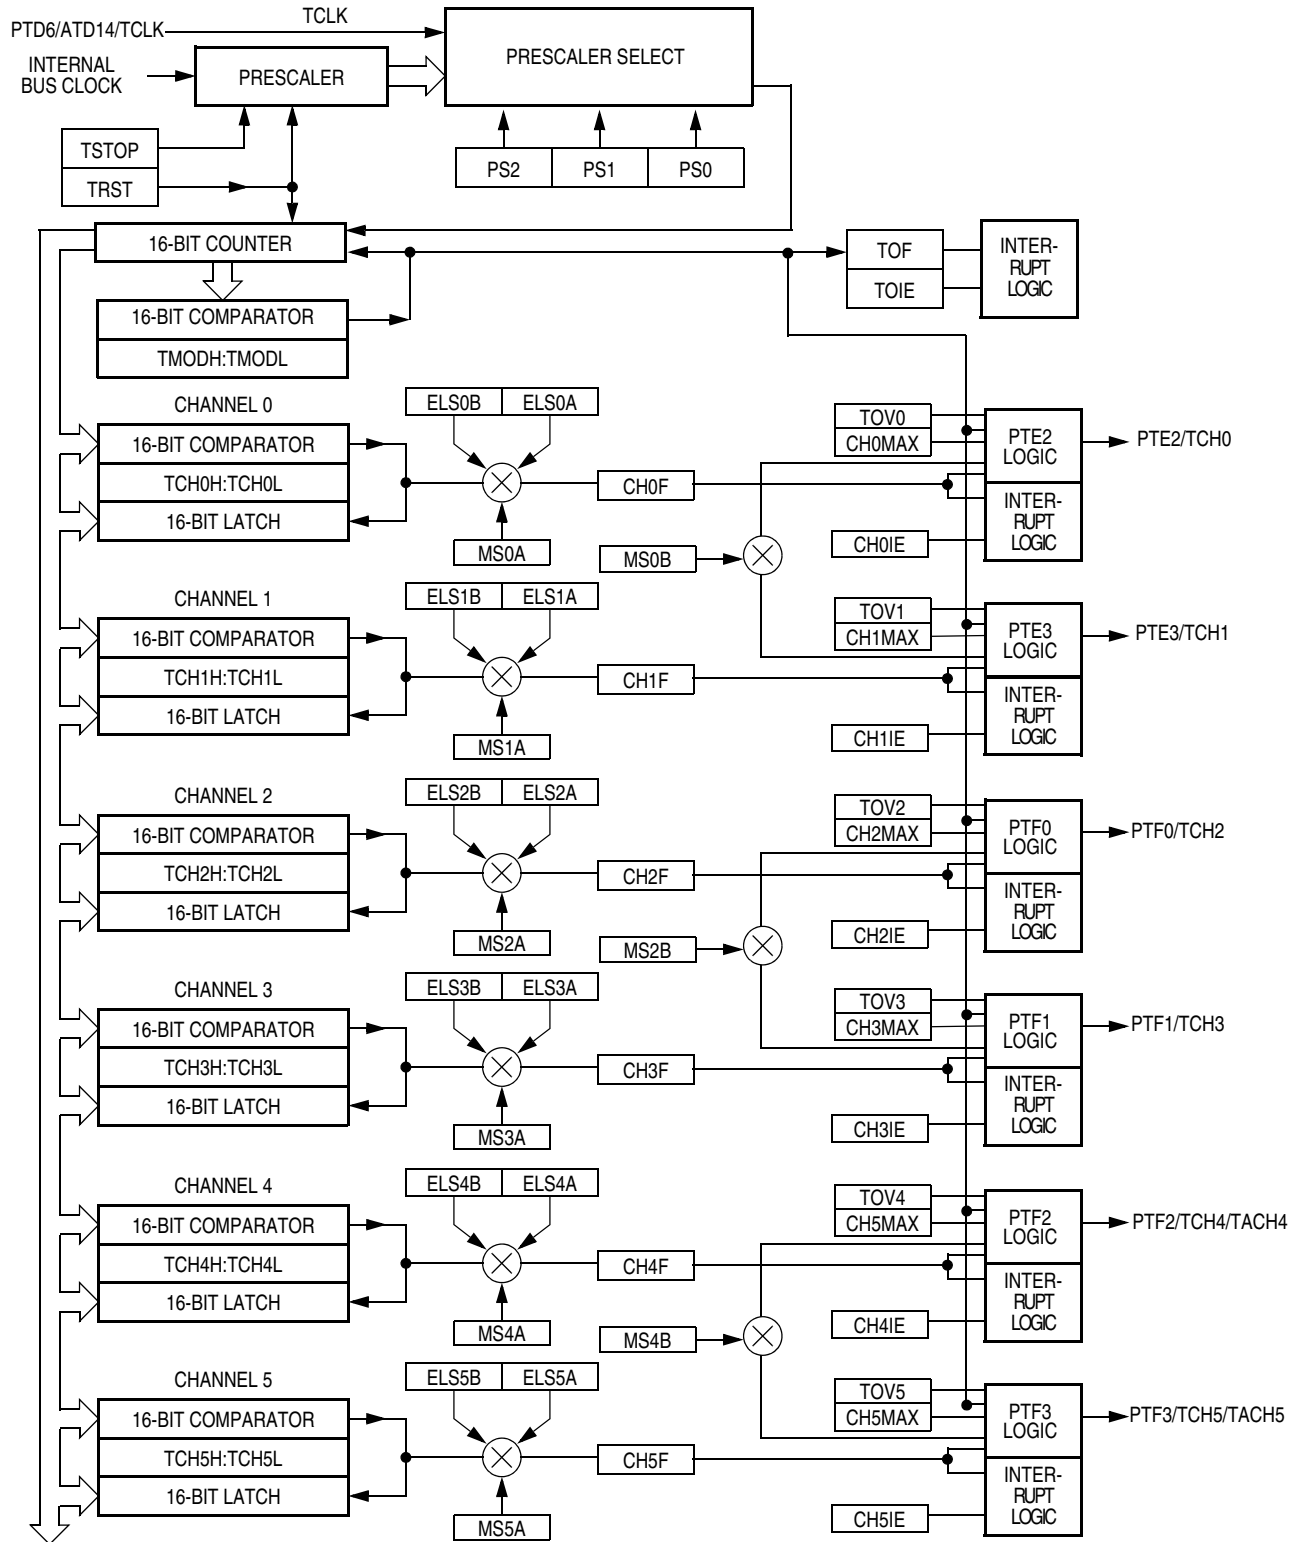 TCLK
PTD6/ATD14/TCLK
PRESCALER SELECT
INTERNAL
BUS CLOCK
PRESCALER
TSTOP
TRST
PS2
PS1
PS0
16-BIT COUNTER
TOF
TOIE
INTER-
RUPT
LOGIC
16-BIT COMPARATOR
TMODH:TMODL
CHANNEL 0
ELS0B
ELS0A
TOV0
CH0MAX
PTE2
LOGIC
PTE2/TCH0
16-BIT COMPARATOR
TCH0H:TCH0L
16-BIT LATCH
CH0F
MS0A
MS0B
CH0IE
INTER-
RUPT
LOGIC
CHANNEL 1
ELS1B
ELS1A
TOV1
CH1MAX
PTE3
LOGIC
PTE3/TCH1
16-BIT COMPARATOR
TCH1H:TCH1L
16-BIT LATCH
CH1F
MS1A
CH1IE
INTER-
RUPT
LOGIC
CHANNEL 2
ELS2B
ELS2A
TOV2
CH2MAX
PTF0
LOGIC
PTF0/TCH2
16-BIT COMPARATOR
TCH2H:TCH2L
16-BIT LATCH
CH2F
MS2A
MS2B
CH2IE
INTER-
RUPT
LOGIC
CHANNEL 3
ELS3B
ELS3A
TOV3
CH3MAX
PTF1
LOGIC
PTF1/TCH3
16-BIT COMPARATOR
TCH3H:TCH3L
16-BIT LATCH
CH3F
MS3A
CH3IE
INTER-
RUPT
LOGIC
CHANNEL 4
ELS4B
ELS4A
TOV4
CH5MAX
PTF2
LOGIC
PTF2/TCH4/TACH4
16-BIT COMPARATOR
TCH4H:TCH4L
16-BIT LATCH
CH4F
MS4A
MS4B
CH4IE
INTER-
RUPT
LOGIC
CHANNEL 5
ELS5B
ELS5A
TOV5
CH5MAX
PTF3
LOGIC
PTF3/TCH5/TACH5
16-BIT COMPARATOR
TCH5H:TCH5L
16-BIT LATCH
CH5F
MS5A
CH5IE
INTER-
RUPT
LOGIC